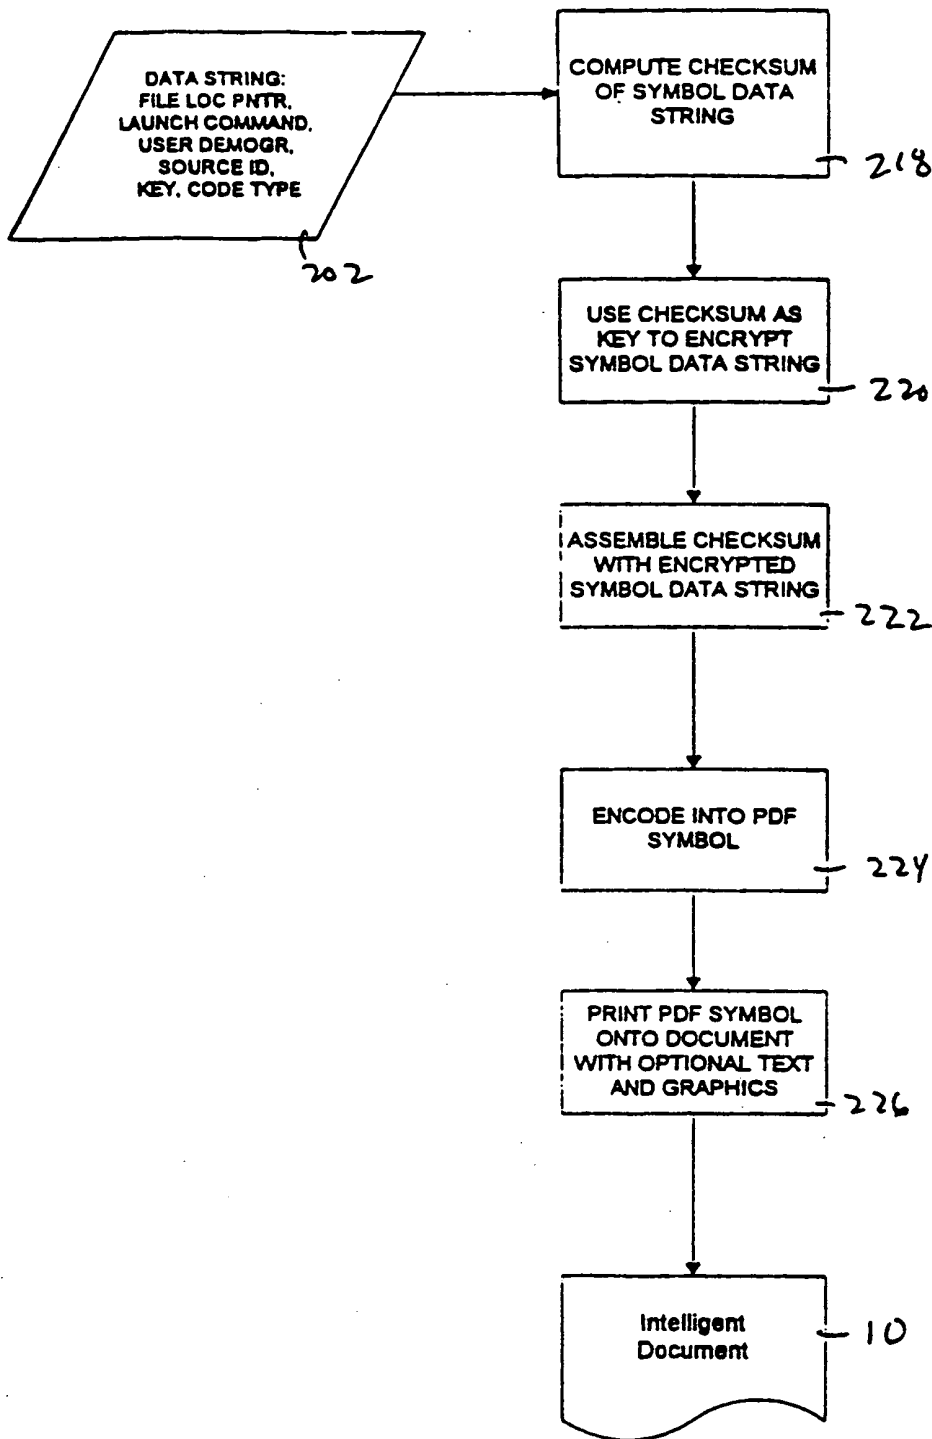 DATA STRING:
FILE LOC PNTR,
LAUNCH COMMAND,
USER DEMOGR,
SOURCE ID,
KEY, CODE TYPE
202
COMPUTE CHECKSUM
OF SYMBOL DATA
STRING
218
USE CHECKSUM AS
KEY TO ENCRYPT
SYMBOL DATA STRING
220
ASSEMBLE CHECKSUM
WITH ENCRYPTED
SYMBOL DATA STRING
222
ENCODE INTO PDF
SYMBOL
224
PRINT PDF SYMBOL
ONTO DOCUMENT
WITH OPTIONAL TEXT
AND GRAPHICS
226
Intelligent
Document
10